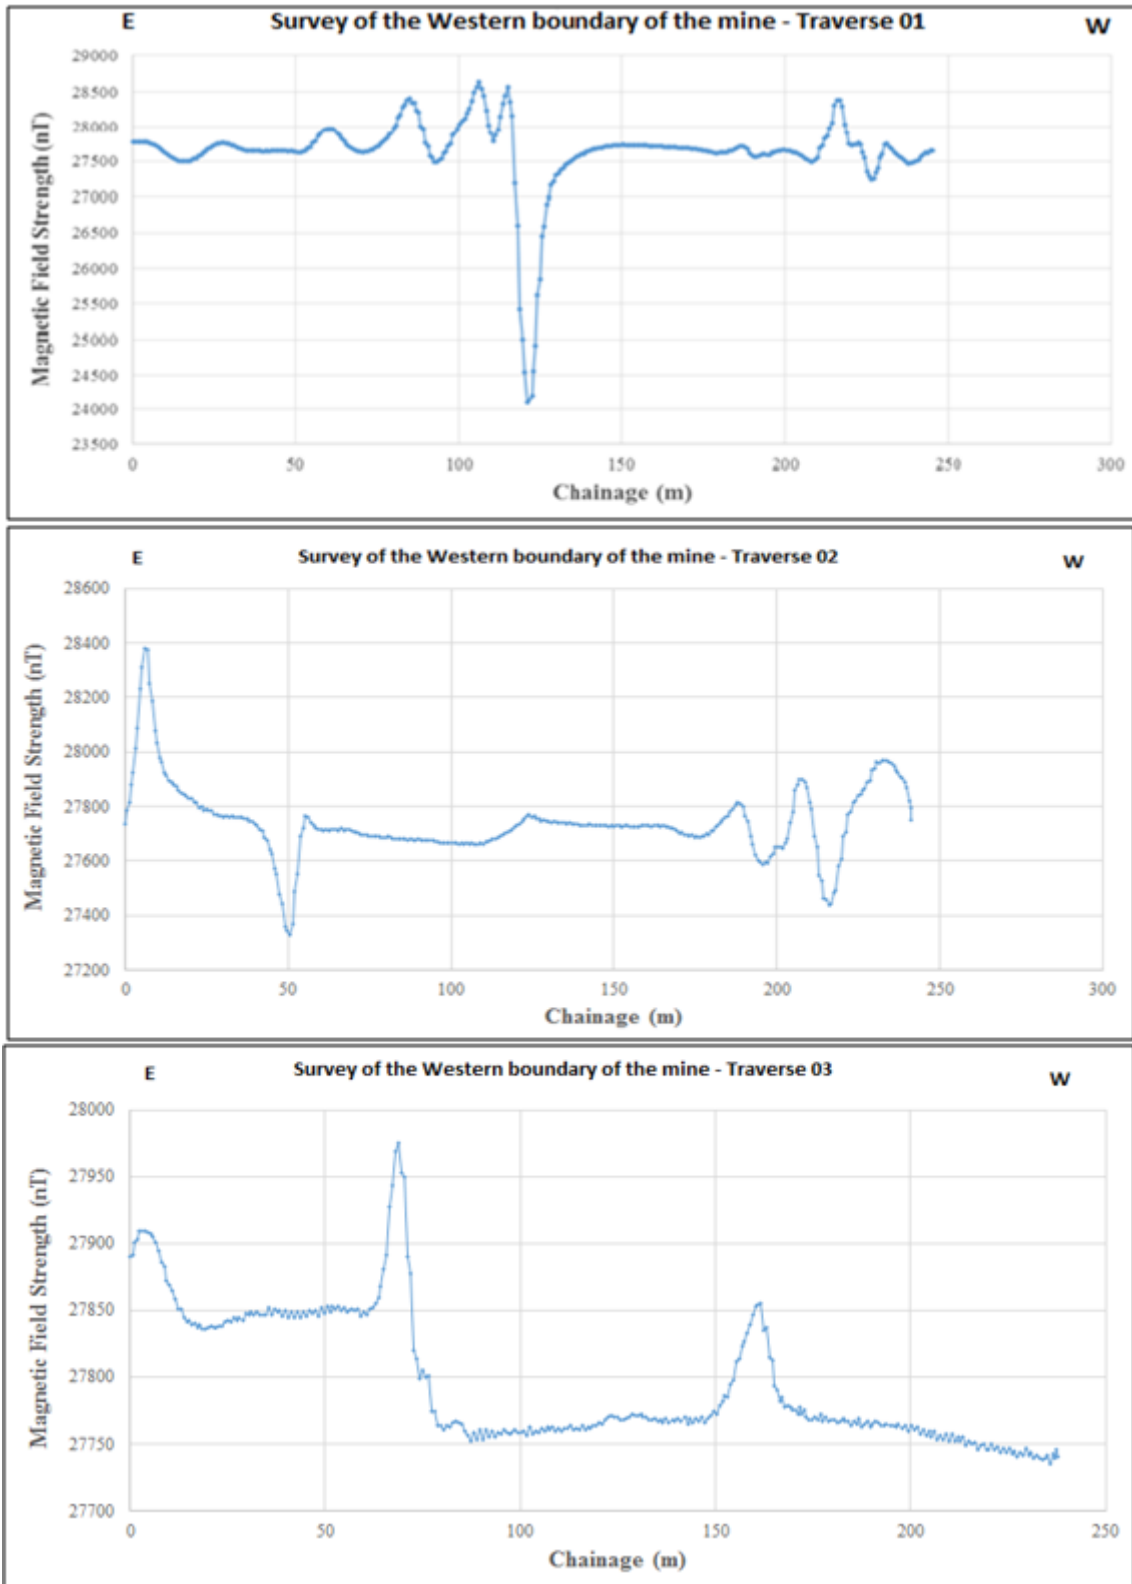 E Survey of the Western boundary of the mine - Traverse 01 W
Magnetic Field Strength (nT)
29000
28500
28000
27500
27000
26500
26000
25500
25000
24500
24000
23500
0 50 100 150 200 250 300
Chainage (m)
E Survey of the Western boundary of the mine - Traverse 02 W
Magnetic Field Strength (nT)
28600
28400
28200
28000
27800
27600
27400
27200
0 50 100 150 200 250 300
Chainage (m)
E Survey of the Western boundary of the mine - Traverse 03 W
Magnetic Field Strength (nT)
28000
27950
27900
27850
27800
27750
27700
0 50 100 150 200 250
Chainage (m)